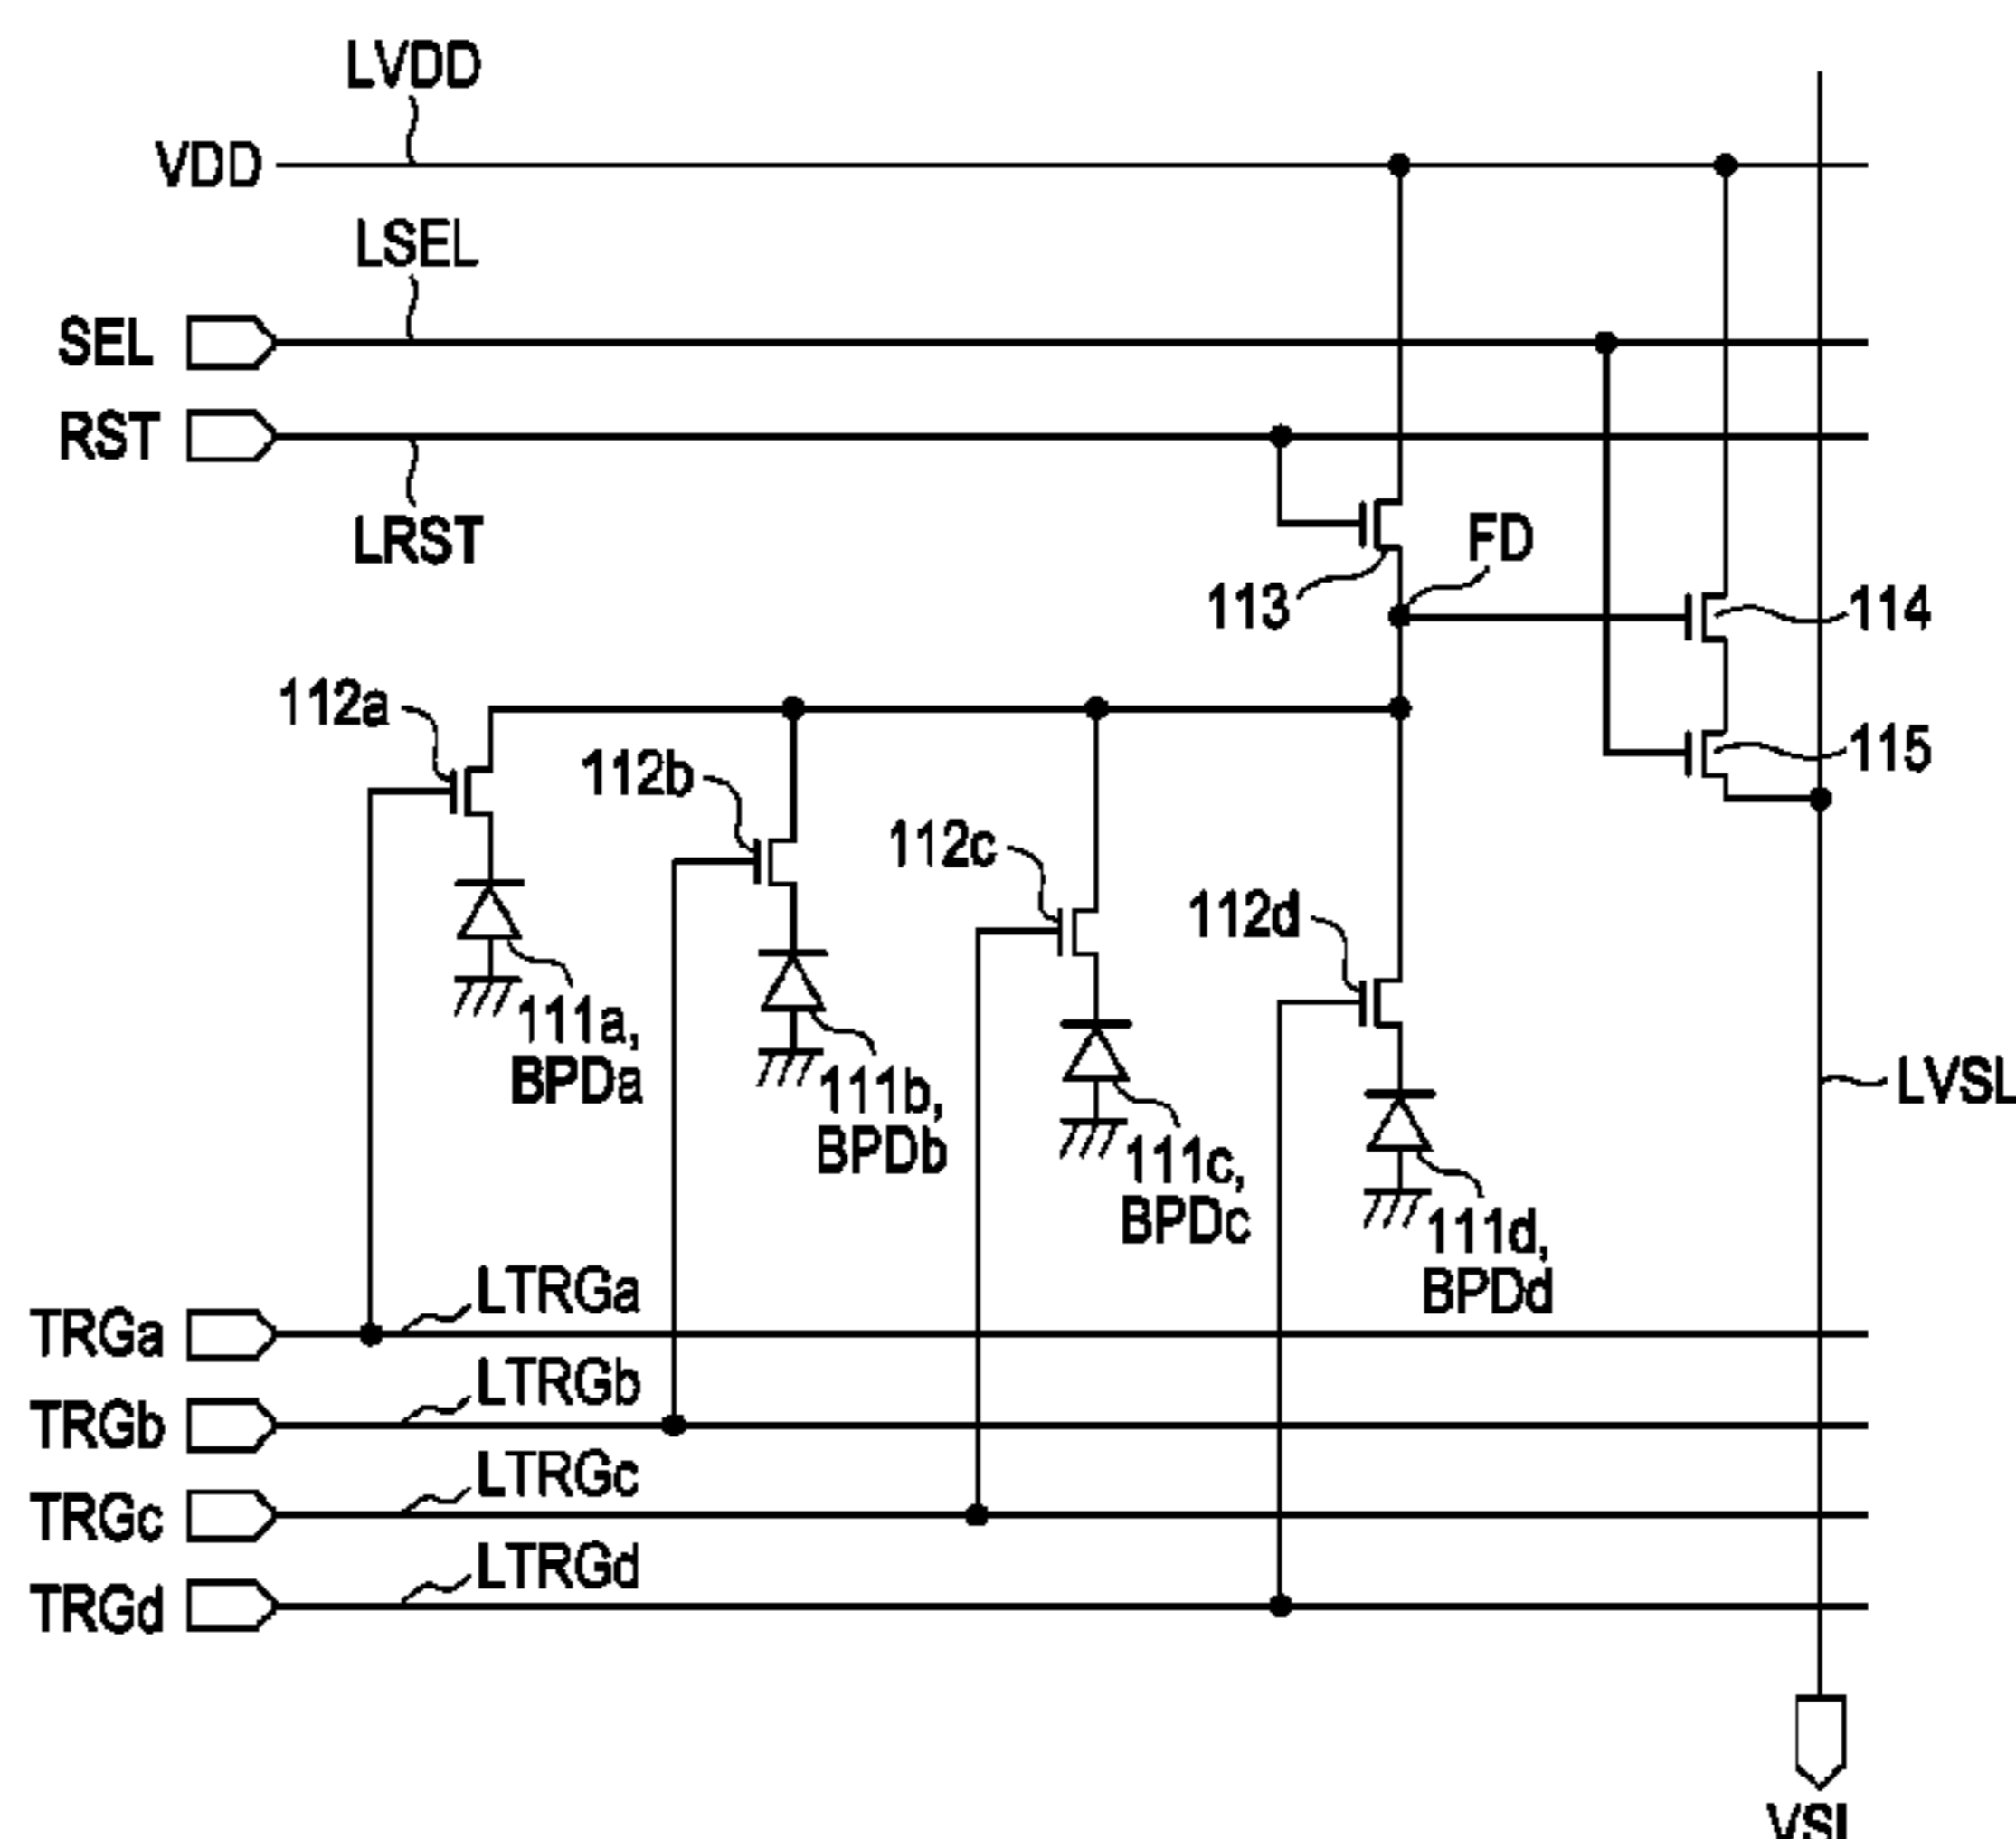 LVDD
VDD
LSEL
SEL
RST
LRST
FD
113
114
112a
112b
115
112c
112d
111a,
BPDa
111b,
BPDb
LVSL
111c,
BPDc
111d,
BPDd
LTRGa
TRGa
LTRGb
TRGb
LTRGc
TRGc
LTRGd
TRGd
VSL